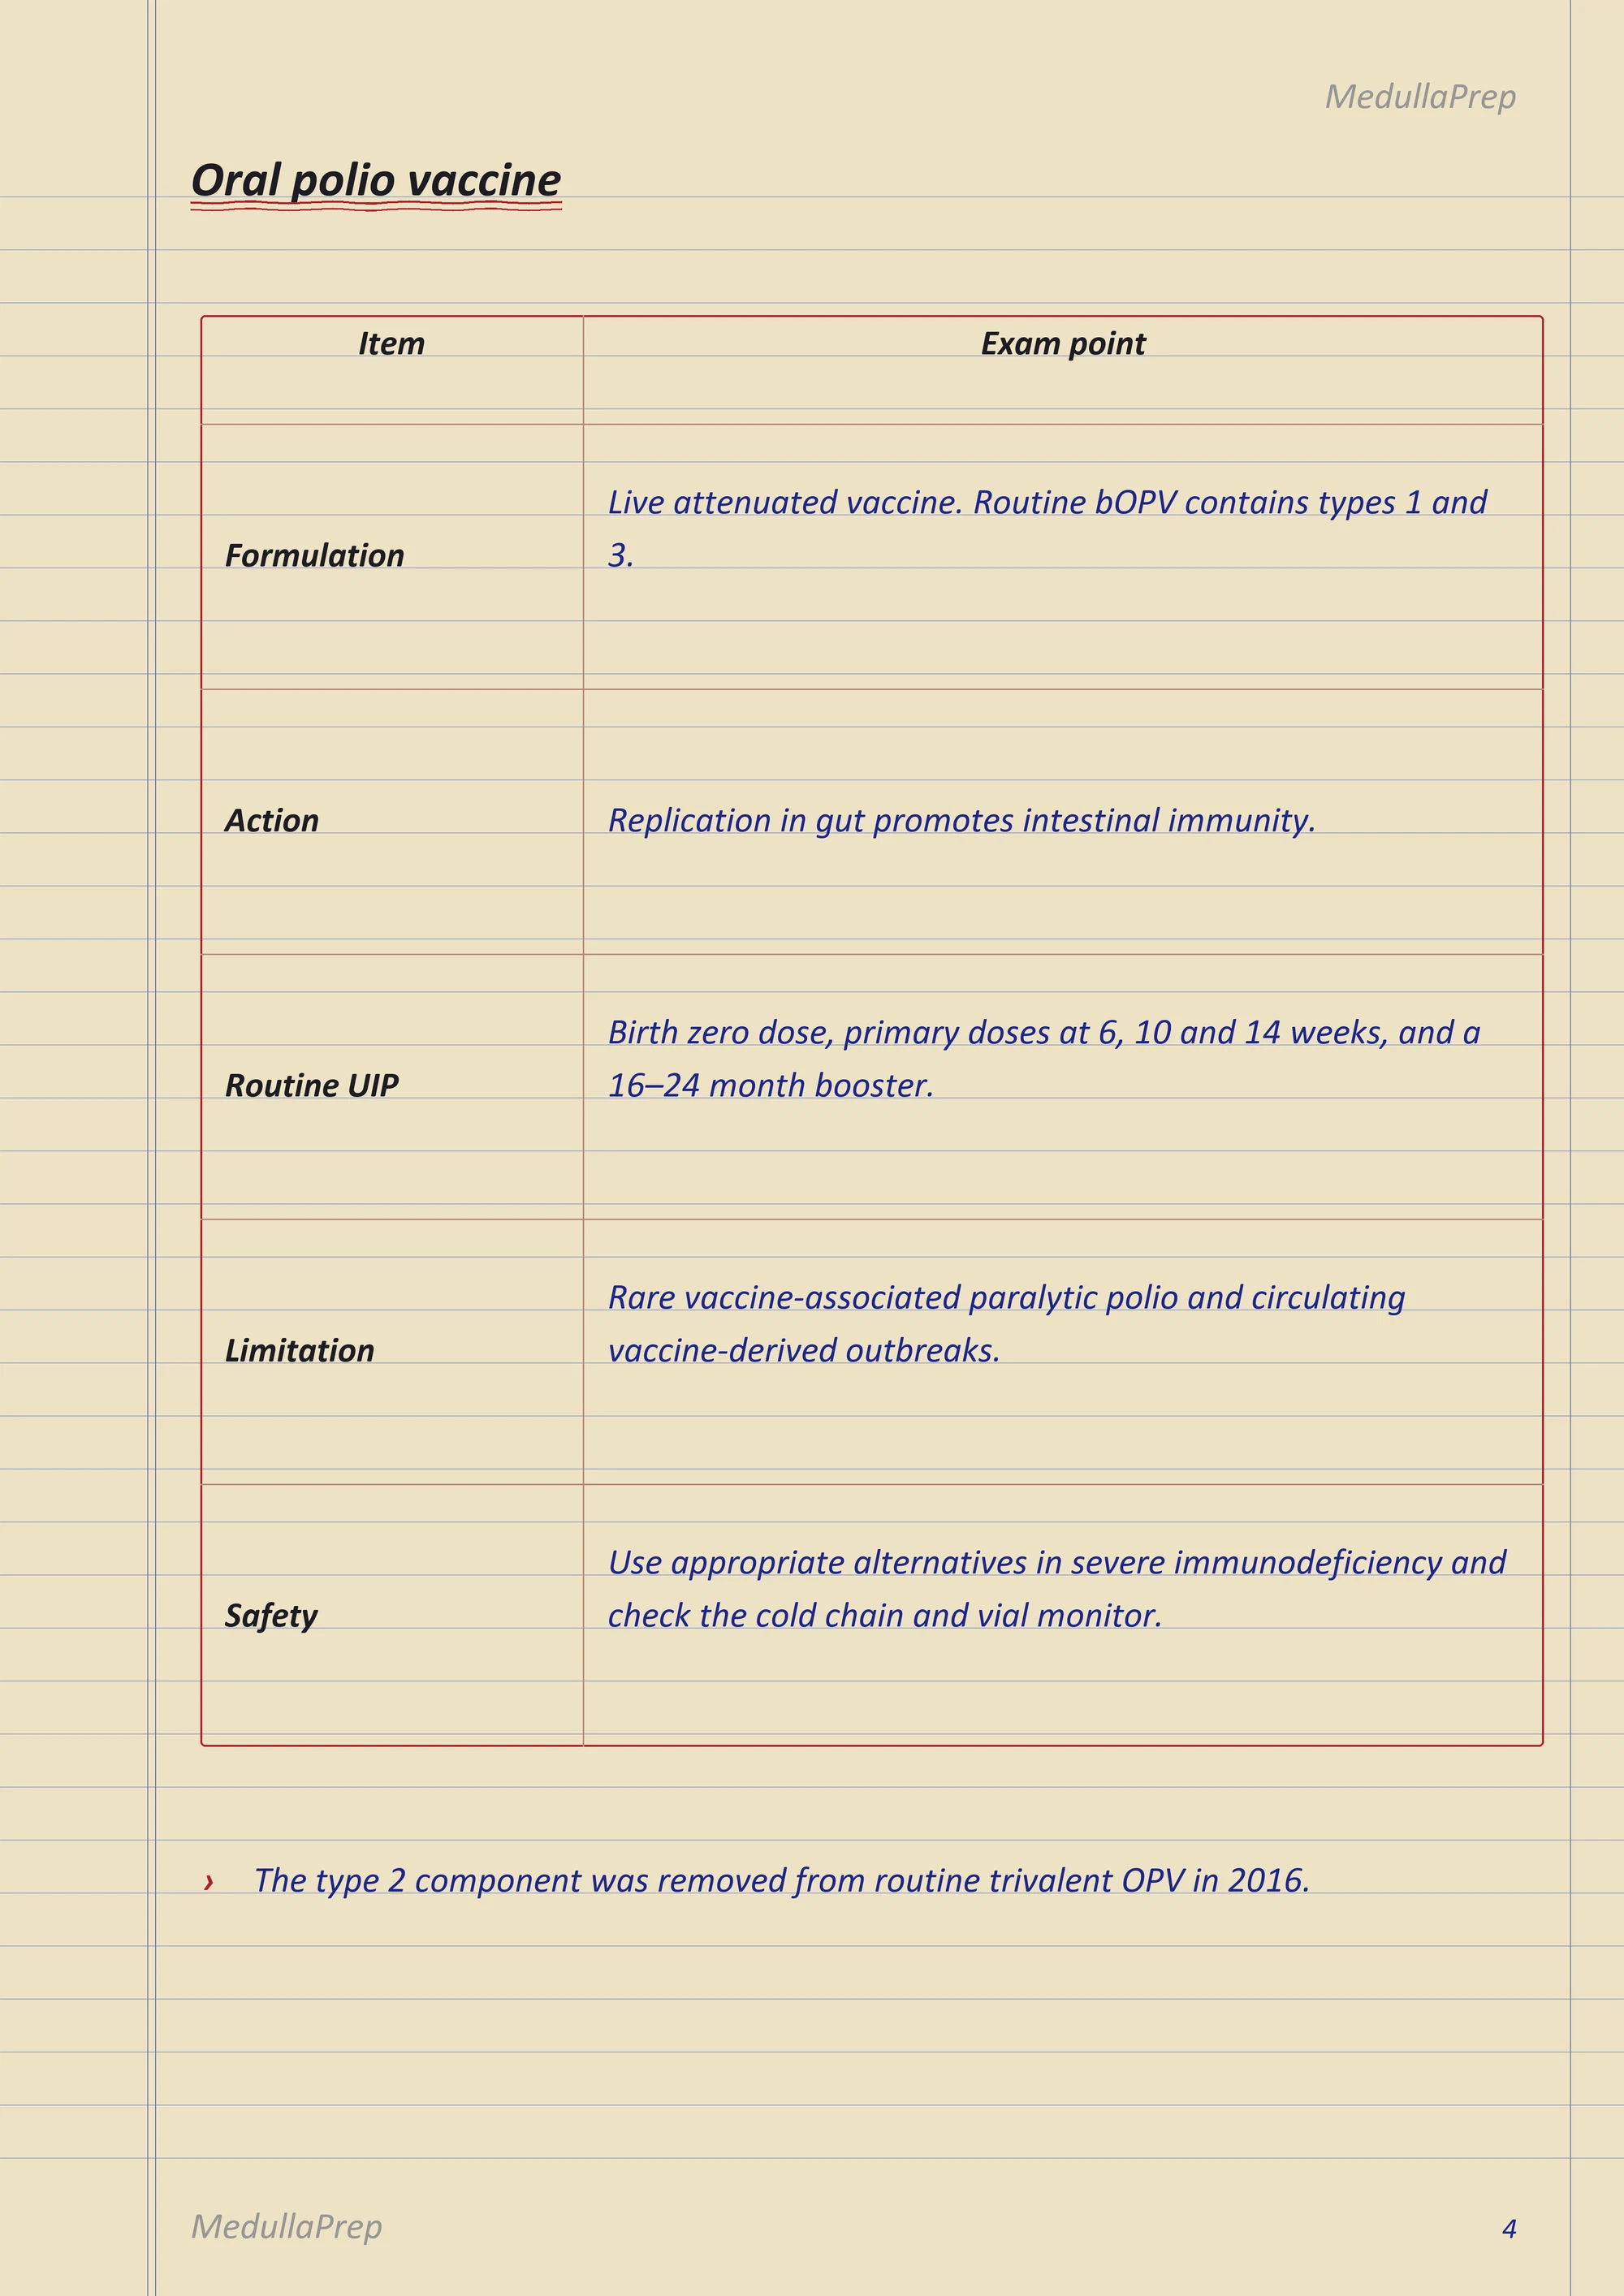 MedullaPrep
Oral polio vaccine
Item
Exam point
Formulation
Live attenuated vaccine. Routine bOPV contains types 1 and
3.
Action
Replication in gut promotes intestinal immunity.
Routine UIP
Birth zero dose, primary doses at 6, 10 and 14 weeks, and a
16–24 month booster.
Limitation
Rare vaccine-associated paralytic polio and circulating
vaccine-derived outbreaks.
Safety
Use appropriate alternatives in severe immunodeficiency and
check the cold chain and vial monitor.
› The type 2 component was removed from routine trivalent OPV in 2016.
MedullaPrep
4